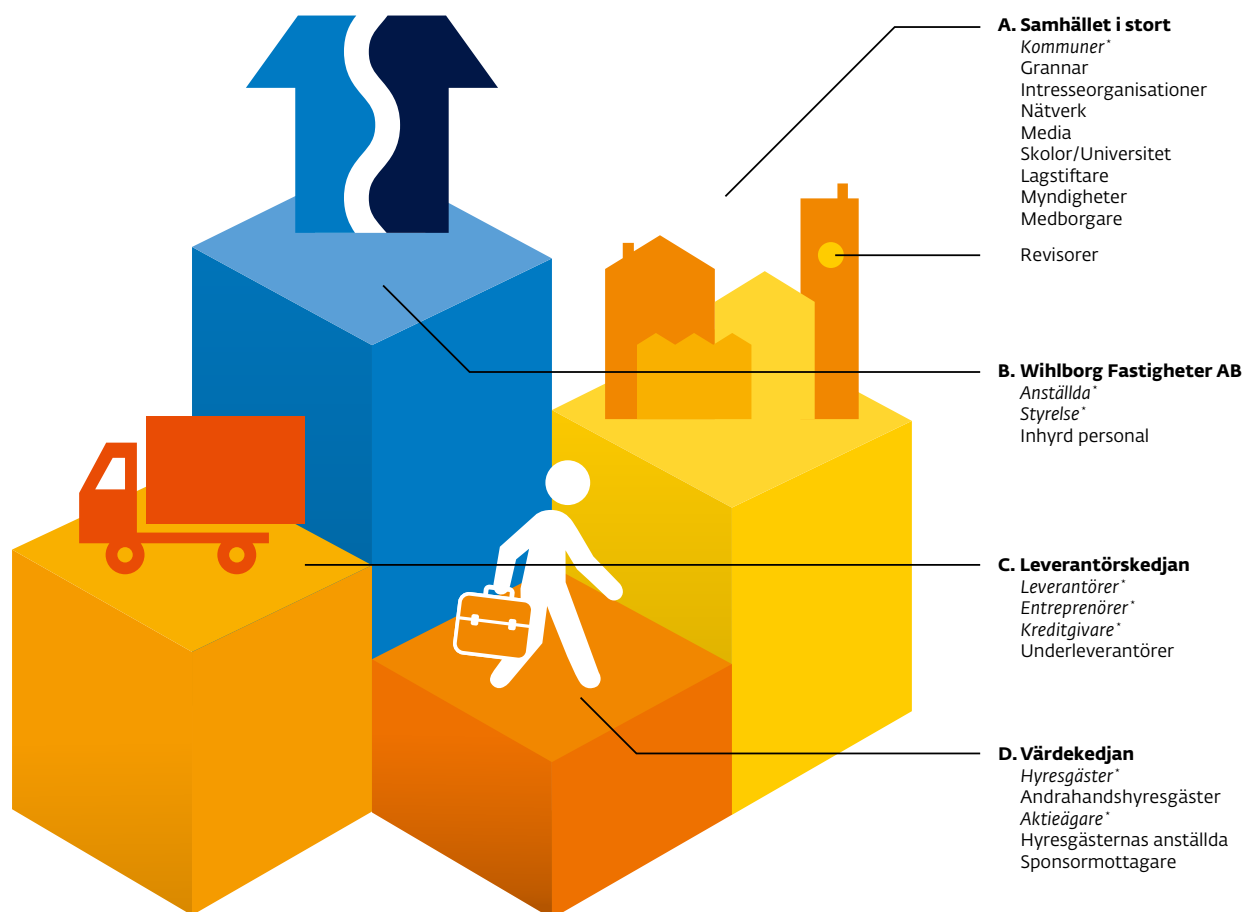 A. Samhället i stort
Kommuner*
Grannar
Intresseorganisationer
Nätverk
Media
Skolor/Universitet
Lagstiftare
Myndigheter
Medborgare
Revisorer
B. Wihlborg Fastigheter AB
Anställda*
Styrelse*
Inhyrd personal
C. Leverantörskedjan
Leverantörer*
Entreprenörer*
Kreditgivare*
Underleverantörer
D. Värdekedjan
Hyresgäster*
Andrahandshyresgäster
Aktieägare*
Hyresgästernas anställda
Sponsormottagare